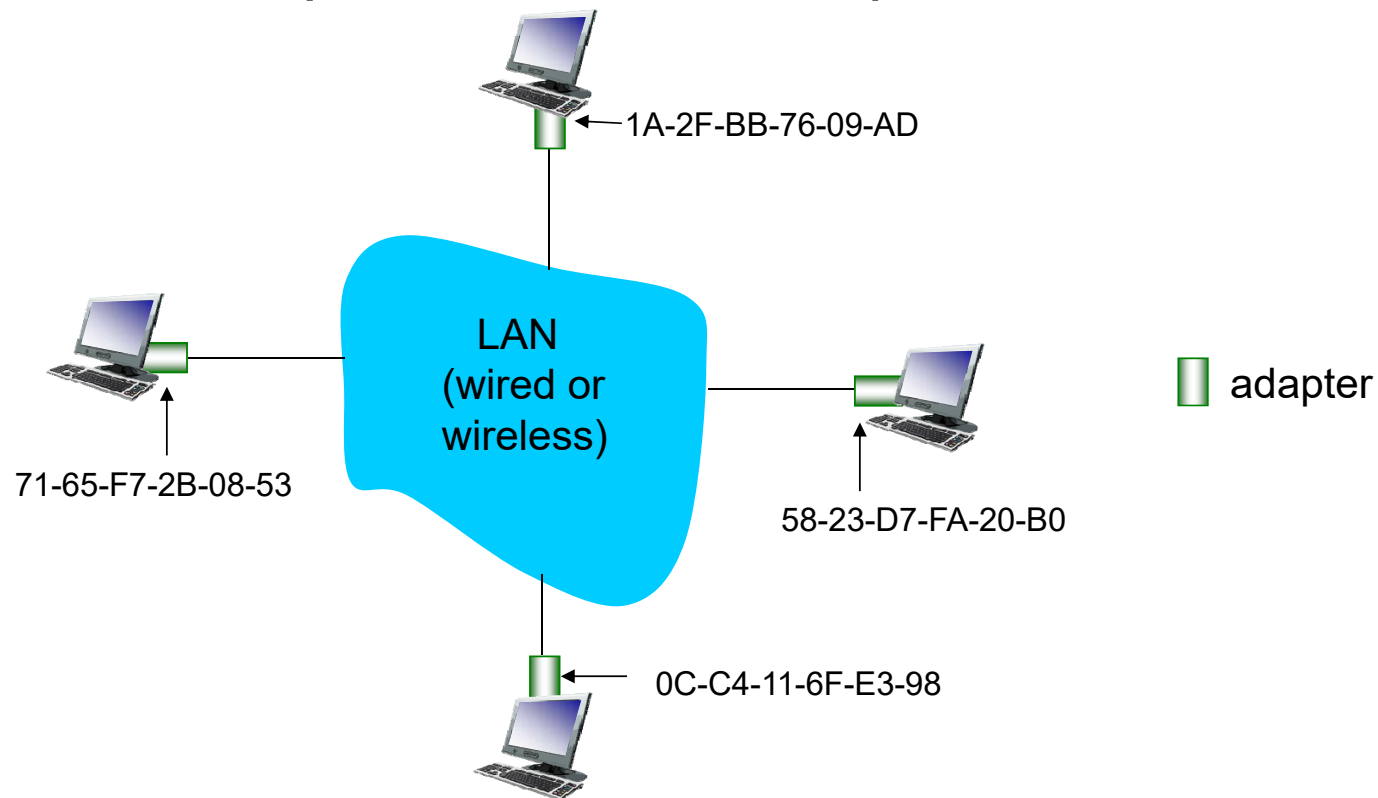 1A-2F-BB-76-09-AD
LAN
(wired or
wireless)
adapter
71-65-F7-2B-08-53
58-23-D7-FA-20-B0
0C-C4-11-6F-E3-98